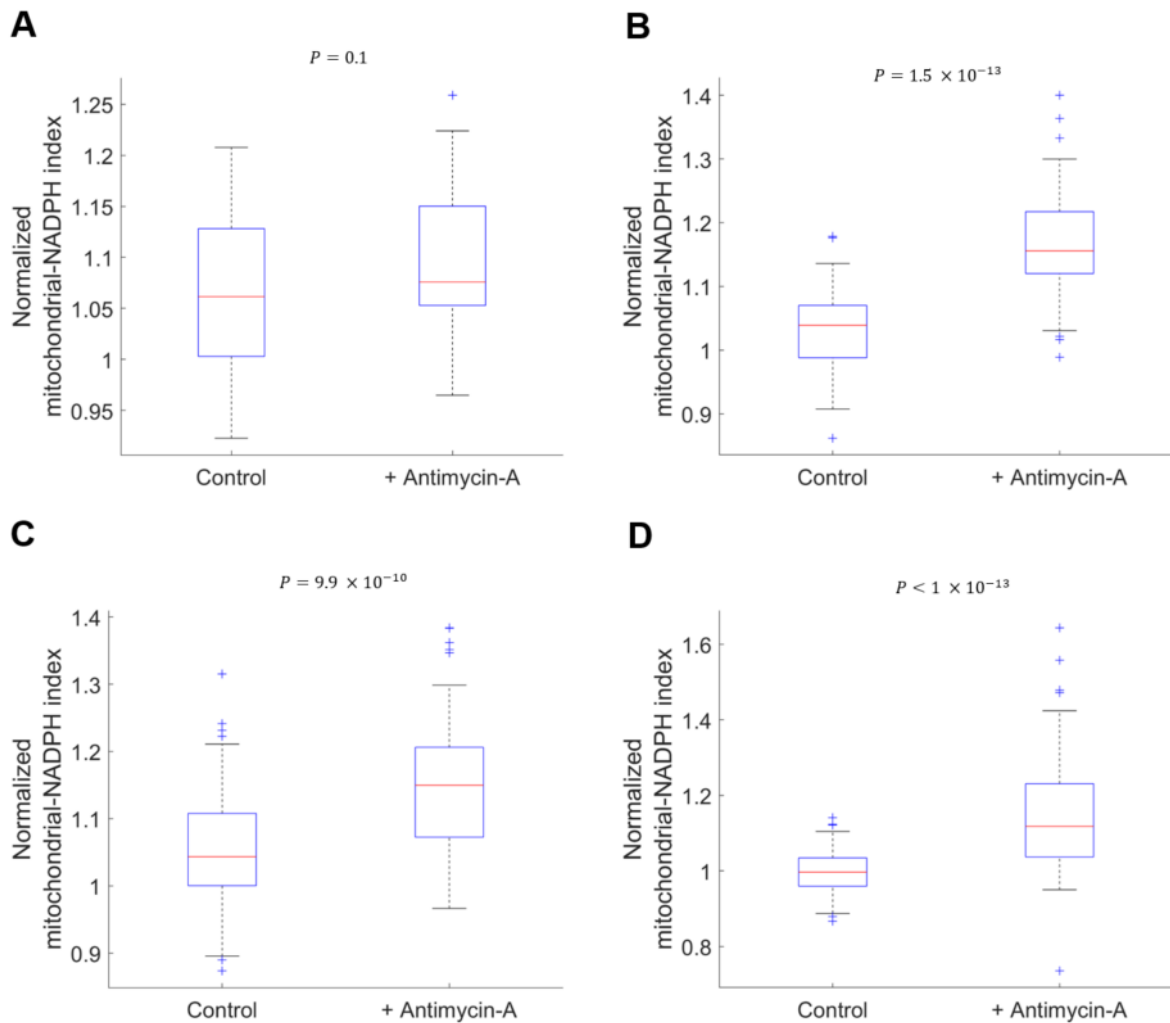 A
P = 0.1
Normalized
mitochondrial-NADPH index
1.25
1.2
1.15
1.1
1.05
1
0.95
Control
+ Antimycin-A
B
P = 1.5 × 10⁻¹³
Normalized
mitochondrial-NADPH index
1.4
1.3
1.2
1.1
1
0.9
Control
+ Antimycin-A
C
P = 9.9 × 10⁻¹⁰
Normalized
mitochondrial-NADPH index
1.4
1.3
1.2
1.1
1
0.9
Control
+ Antimycin-A
D
P < 1 × 10⁻¹³
Normalized
mitochondrial-NADPH index
1.6
1.4
1.2
1.0
0.8
Control
+ Antimycin-A